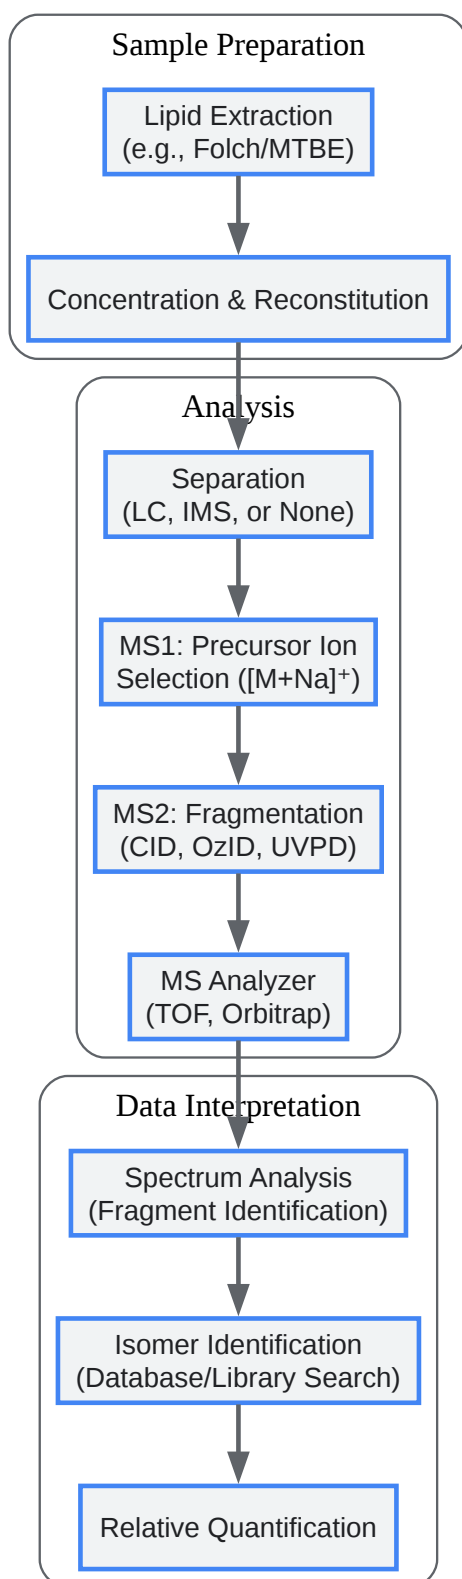 Sample Preparation
Lipid Extraction
(e.g., Folch/MTBE)
Concentration & Reconstitution
Analysis
Separation
(LC, IMS, or None)
MS1: Precursor Ion
Selection ([M+Na]⁺)
MS2: Fragmentation
(CID, OzID, UVPD)
MS Analyzer
(TOF, Orbitrap)
Data Interpretation
Spectrum Analysis
(Fragment Identification)
Isomer Identification
(Database/Library Search)
Relative Quantification